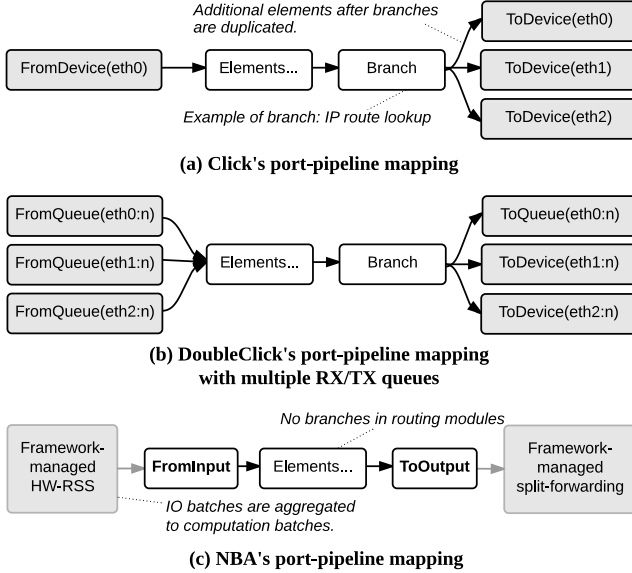 Additional elements after branches
are duplicated.
ToDevice(eth0)
FromDevice(eth0)
Elements...
Branch
ToDevice(eth1)
Example of branch: IP route lookup
ToDevice(eth2)
(a) Click's port-pipeline mapping
FromQueue(eth0:n)
ToQueue(eth0:n)
FromQueue(eth1:n)
Elements...
Branch
ToDevice(eth1:n)
FromQueue(eth2:n)
ToDevice(eth2:n)
(b) DoubleClick's port-pipeline mapping
with multiple RX/TX queues
No branches in routing modules
Framework-
managed
HW-RSS
FromInput
Elements...
ToOutput
Framework-
managed
split-forwarding
IO batches are aggregated
to computation batches.
(c) NBA's port-pipeline mapping